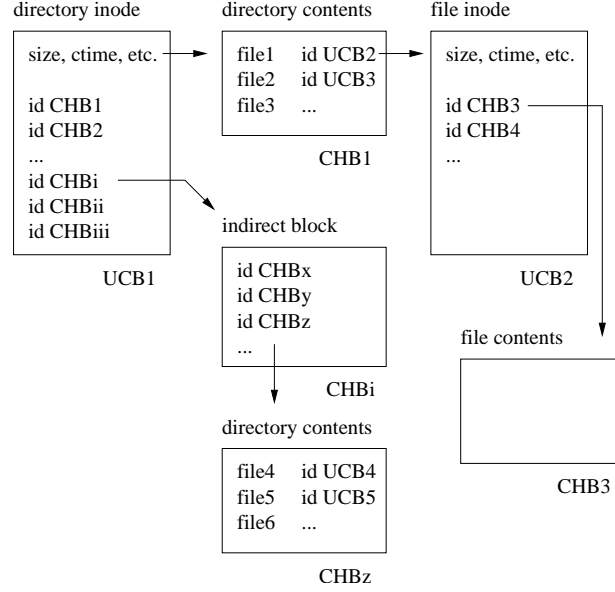 directory inode
size, ctime, etc.
id CHB1
id CHB2
...
id CHBi
id CHBii
id CHBiii
UCB1
directory contents
file1 id UCB2
file2 id UCB3
file3 ...
CHB1
file inode
size, ctime, etc.
id CHB3
id CHB4
...
UCB2
indirect block
id CHBx
id CHBy
id CHBz
...
CHBi
directory contents
file4 id UCB4
file5 id UCB5
file6 ...
CHBz
file contents
CHB3